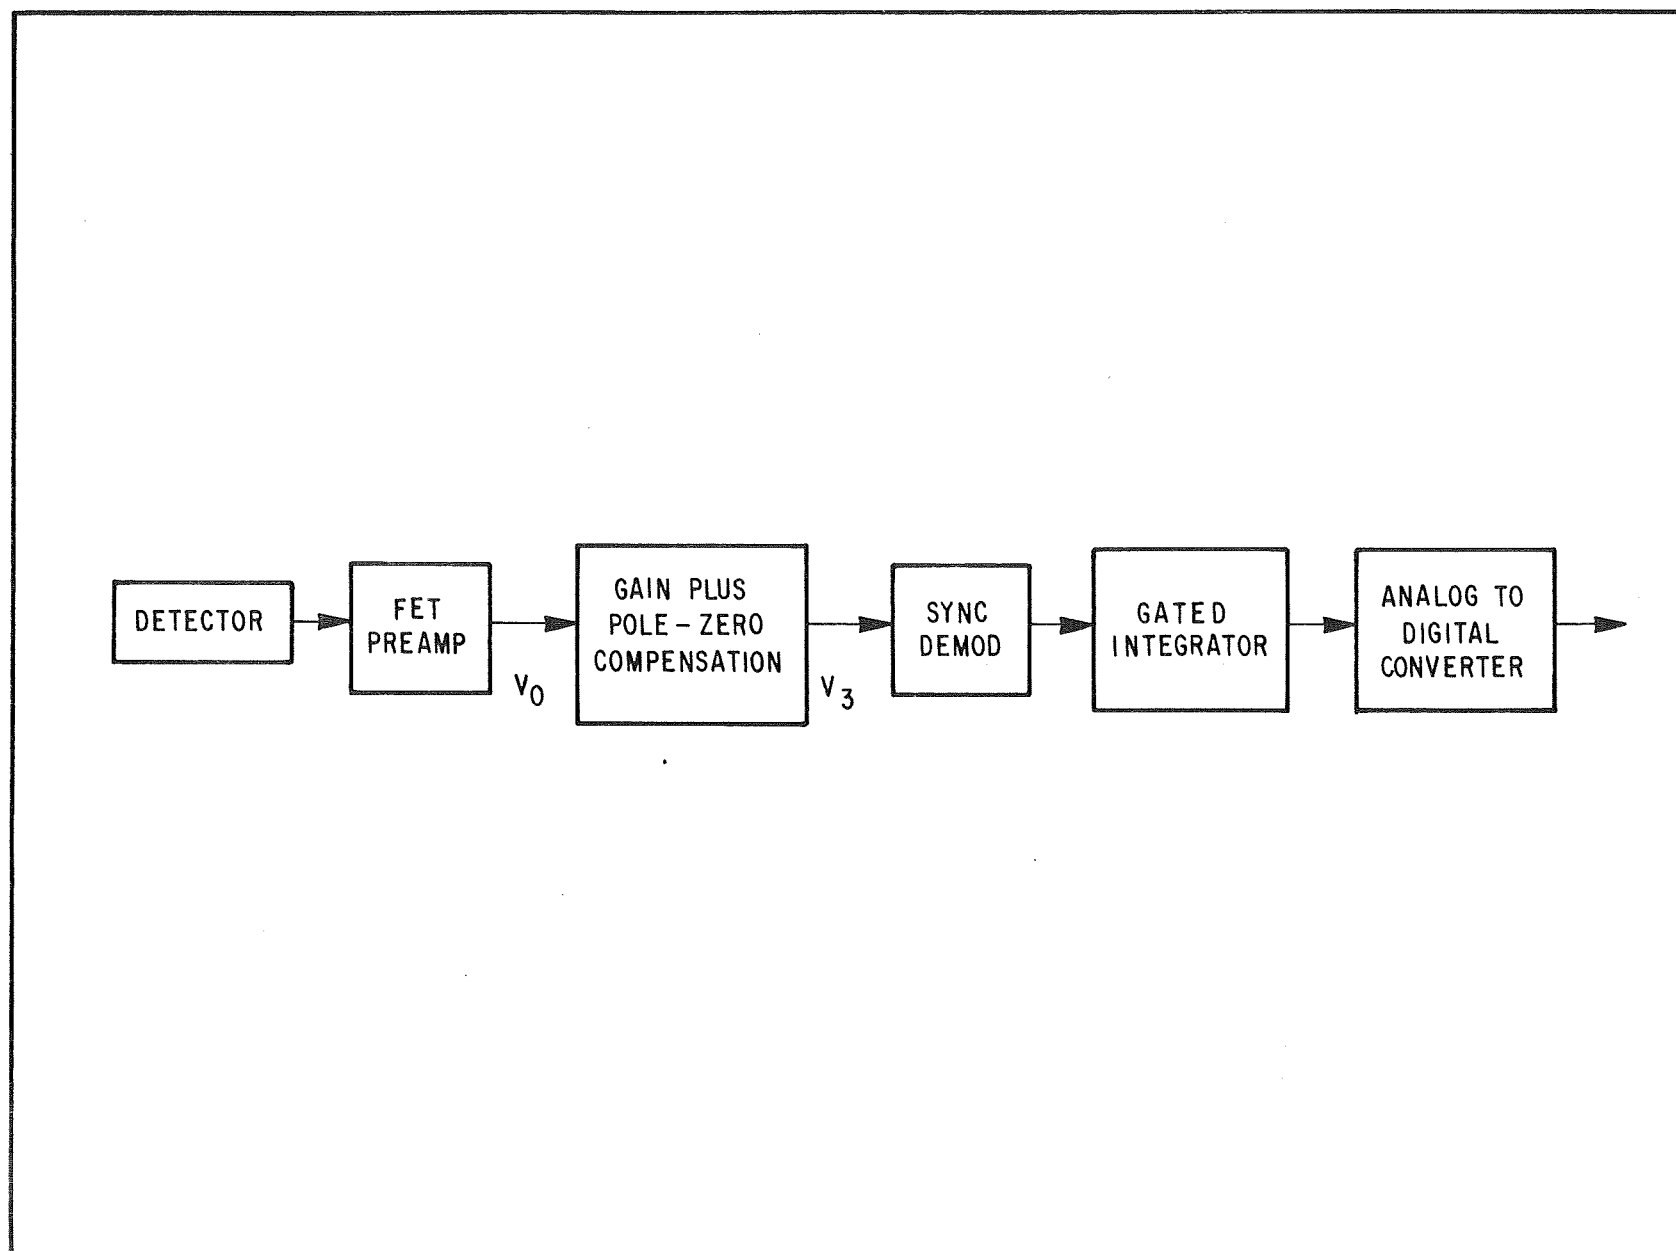 DETECTOR
FET
PREAMP
V0
GAIN PLUS
POLE-ZERO
COMPENSATION
V3
SYNC
DEMOD
GATED
INTEGRATOR
ANALOG TO
DIGITAL
CONVERTER